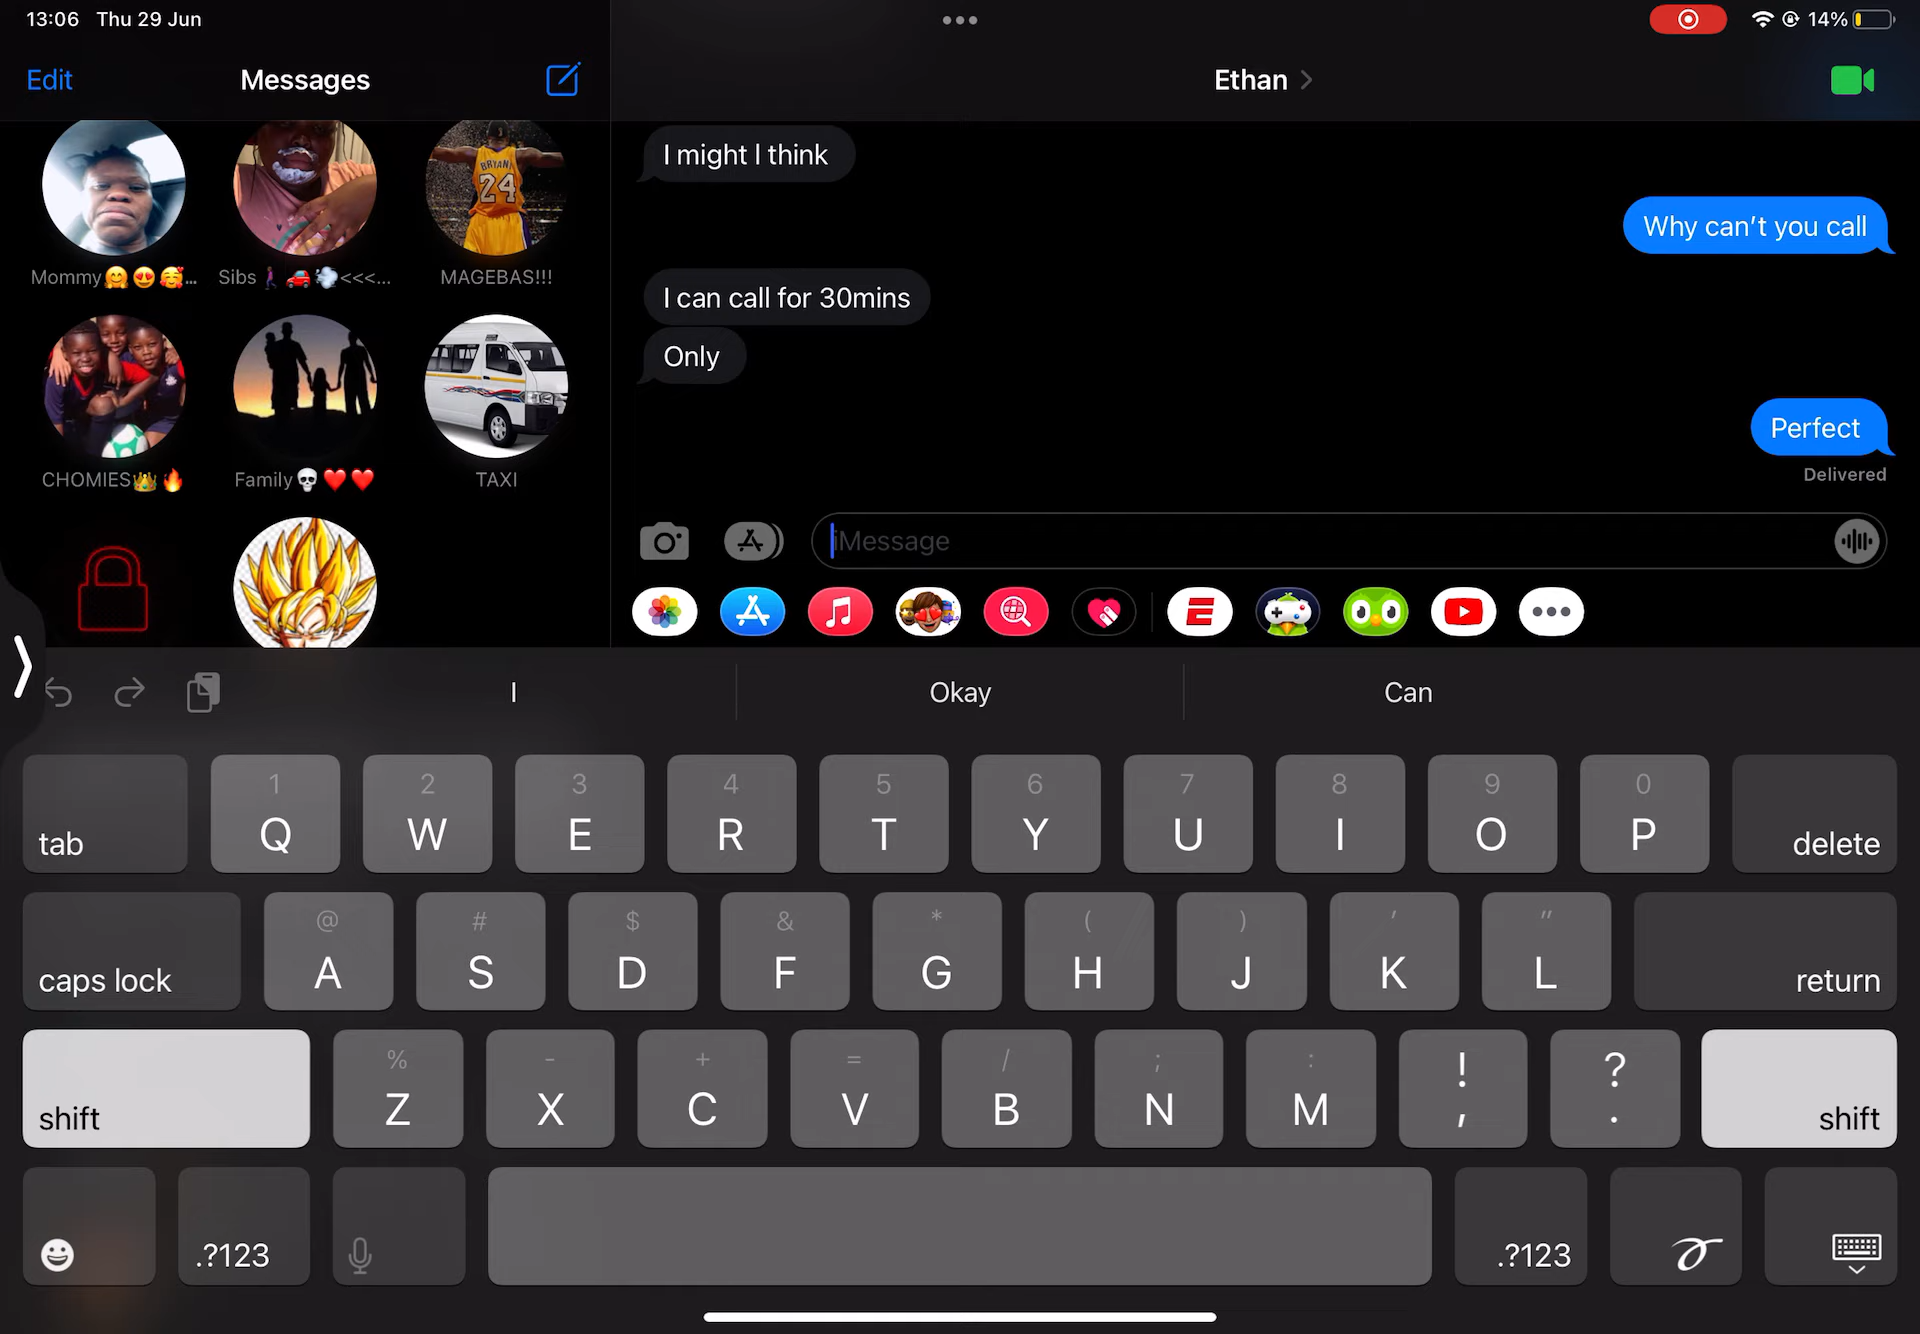 13:06 Thu 29 Jun
14%
Edit
Messages
Ethan
BRYANT
24
Mommy🤗😍🥰...
Sibs🚶🏿‍♀️🚗💨<<<...
MAGEBAS!!!
CHOMIES👑🔥
Family💀❤️❤️
TAXI
I might I think
Why can’t you call
I can call for 30mins
Only
Perfect
Delivered
iMessage
I
Okay
Can
tab
1 2 3 4 5 6 7 8 9 0
Q W E R T Y U I O P
delete
@ # $ & * ( ) ' "
caps lock
A S D F G H J K L
return
% - + = / ; : ! ?
shift
Z X C V B N M , .
shift
.?123
.?123